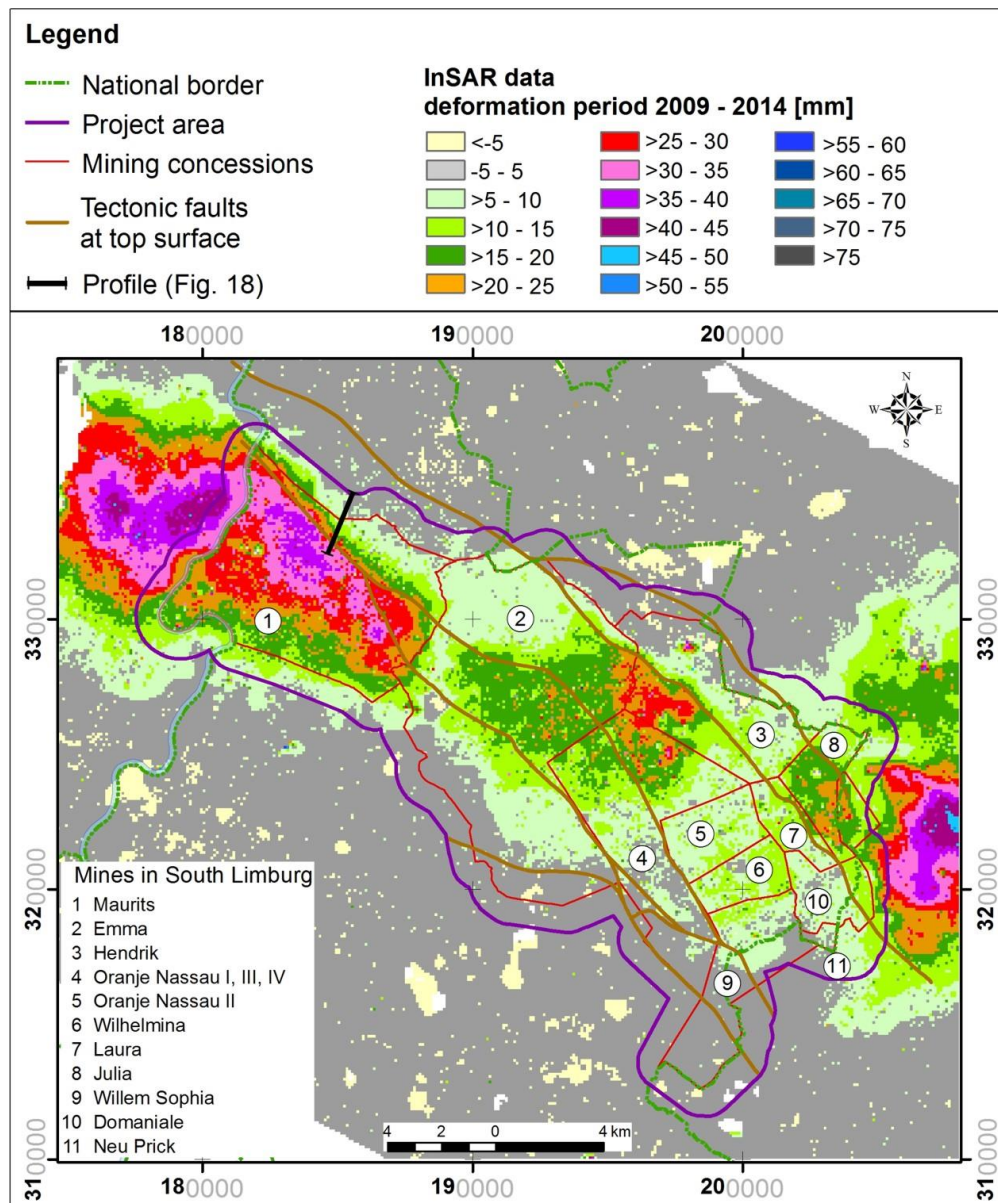 Legend
National border
Project area
Mining concessions
Tectonic faults
at top surface
Profile (Fig. 18)
InSAR data
deformation period 2009 - 2014 [mm]
<-5
-5 - 5
>5 - 10
>10 - 15
>15 - 20
>20 - 25
>25 - 30
>30 - 35
>35 - 40
>40 - 45
>45 - 50
>50 - 55
>55 - 60
>60 - 65
>65 - 70
>70 - 75
>75
180000 190000 200000
N
W E
S
330000 330000
320000 320000
310000 310000
1
2
3
8
5
7
4
6
10
11
9
Mines in South Limburg
1 Maurits
2 Emma
3 Hendrik
4 Oranje Nassau I, III, IV
5 Oranje Nassau II
6 Wilhelmina
7 Laura
8 Julia
9 Willem Sophia
10 Domaniale
11 Neu Prick
4 2 0 4 km
180000 190000 200000